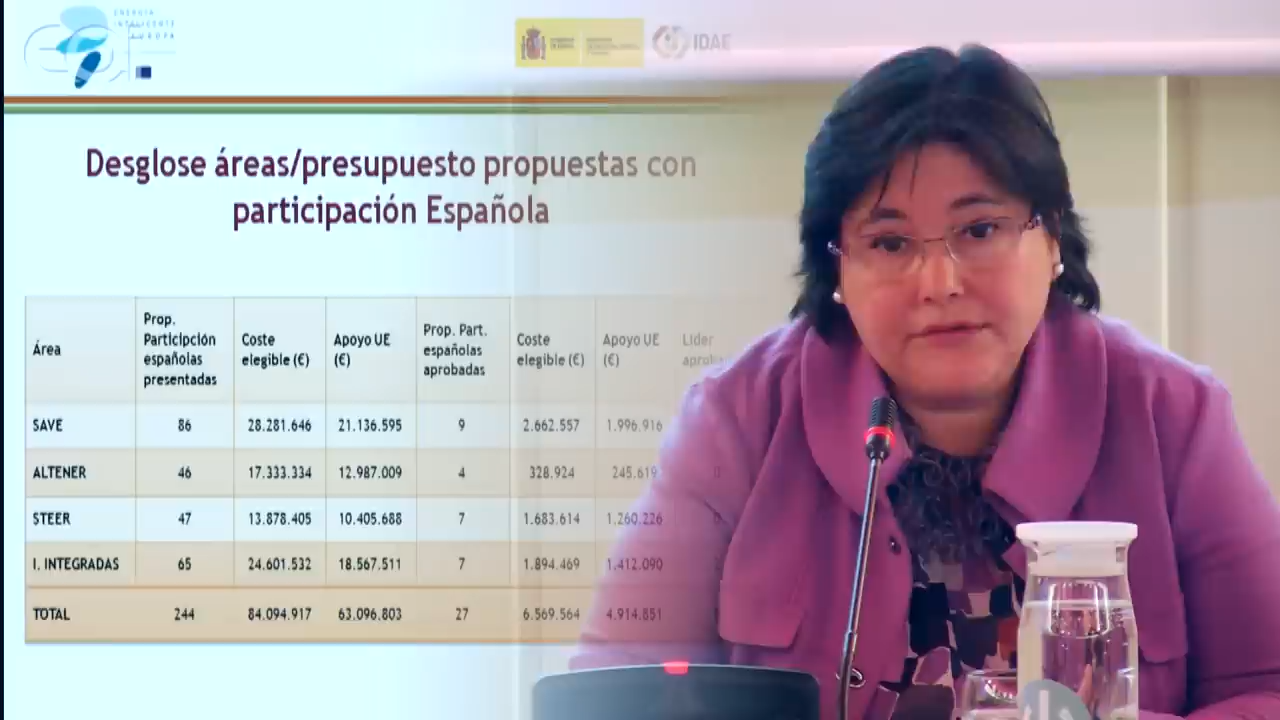 ENERGÍA
INTELIGENTE
EUROPA
IDAE
Desglose áreas/presupuesto propuestas con
participación Española
Área
Prop.
Participción
españolas
presentadas
Coste
elegible (€)
Apoyo UE
(€)
Prop. Part.
españolas
aprobadas
Coste
elegible (€)
Apoyo UE
(€)
Lider
SAVE 86 28.281.646 21.136.595 9 2.662.557 1.996.916
ALTENER 46 17.333.334 12.987.009 4 328.924 245.619
STEER 47 13.878.405 10.405.688 7 1.683.614 1.260.226
I. INTEGRADAS 65 24.601.532 18.567.511 7 1.894.469 1.412.090
TOTAL 244 84.094.917 63.096.803 27 6.569.564 4.914.851